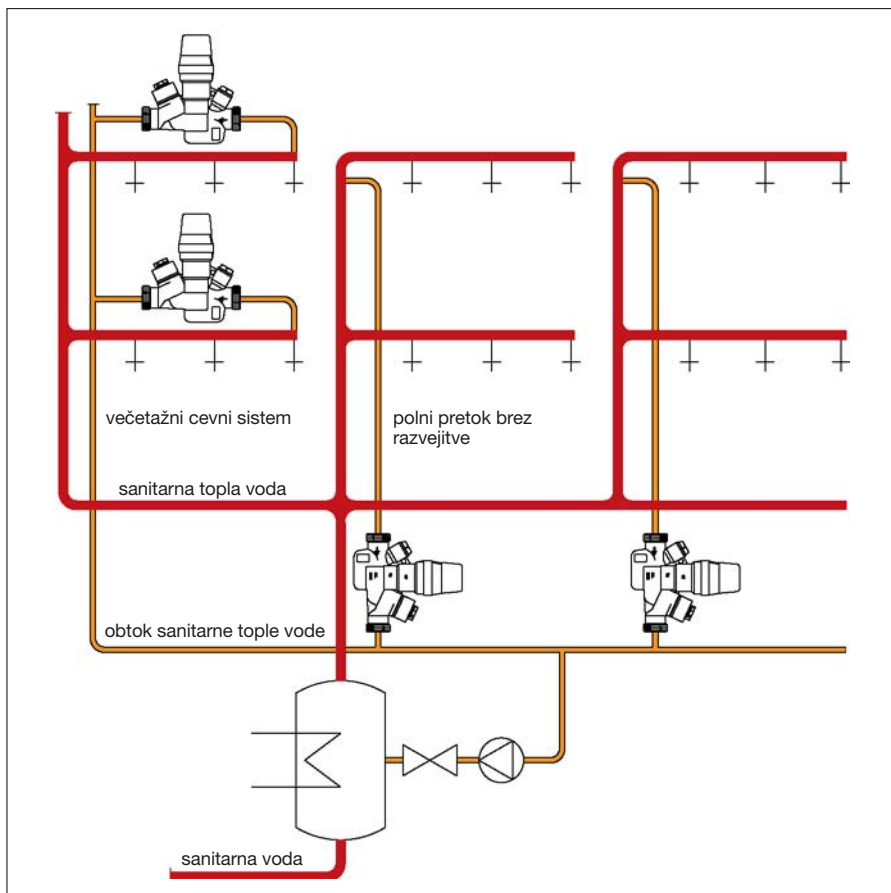 večetažni cevni sistem
polni pretok brez
razvejitve
sanitarna topla voda
obtok sanitarne tople vode
sanitarna voda